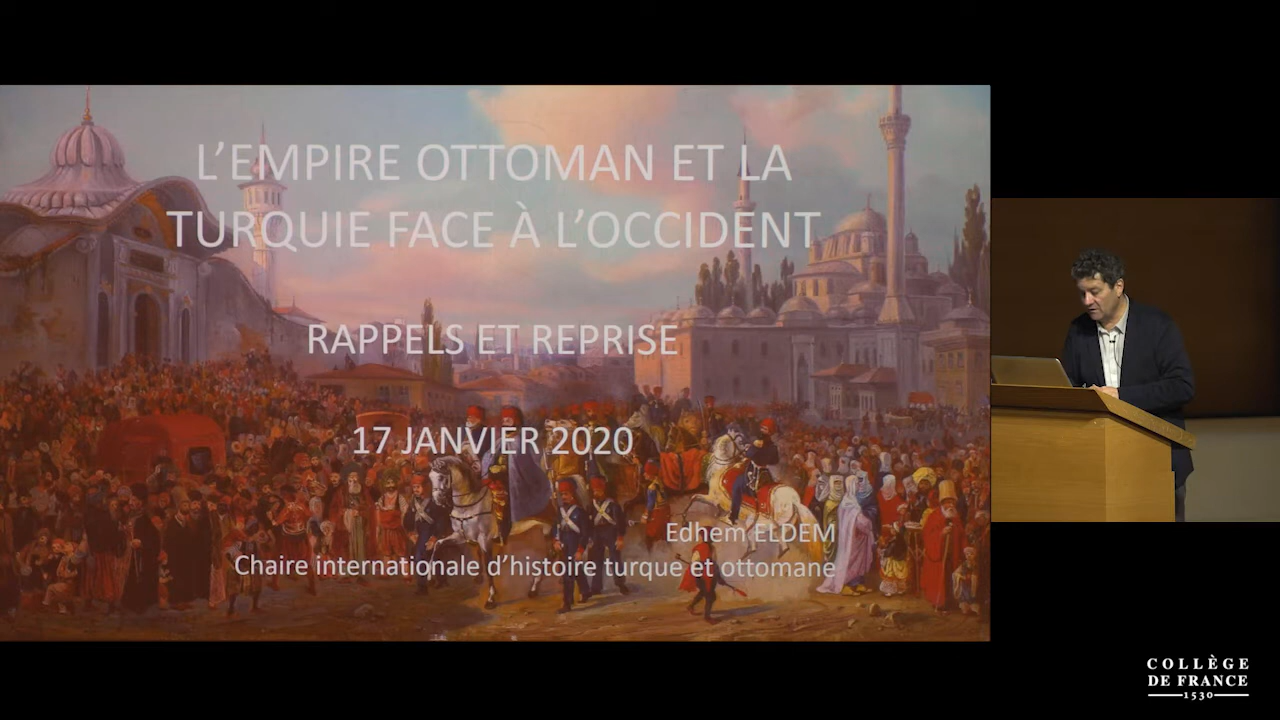 L'EMPIRE OTTOMAN ET LA
TURQUIE FACE À L'OCCIDENT
RAPPELS ET REPRISE
17 JANVIER 2020
Edhem ELDEM
Chaire internationale d'histoire turque et ottomane
COLLÈGE
DE FRANCE
1530